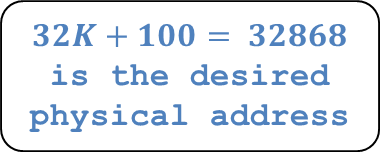 32K + 100 = 32868
is the desired
physical address